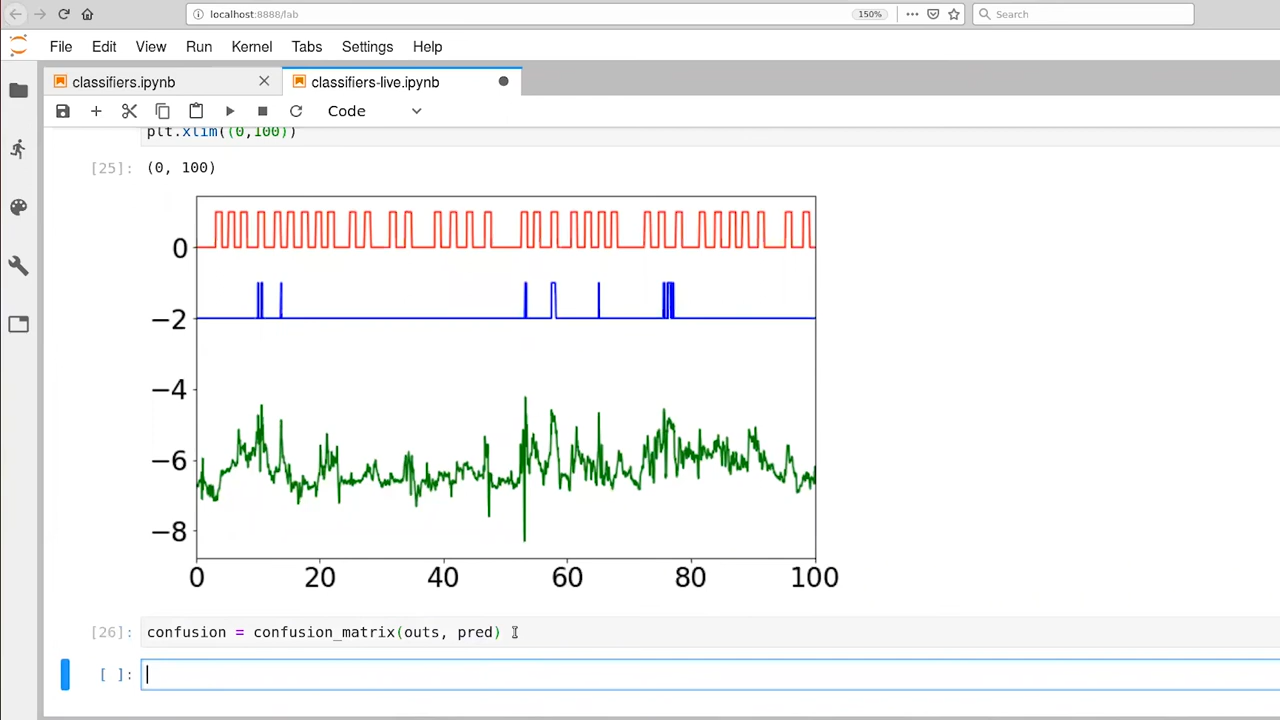 localhost:8888/lab
150%
Search
File Edit View Run Kernel Tabs Settings Help
classifiers.ipynb
classifiers-live.ipynb
Code
plt.xlim((0,100))
[25]: (0, 100)
0
−2
−4
−6
−8
0 20 40 60 80 100
[26]: confusion = confusion_matrix(outs, pred)
[ ]: